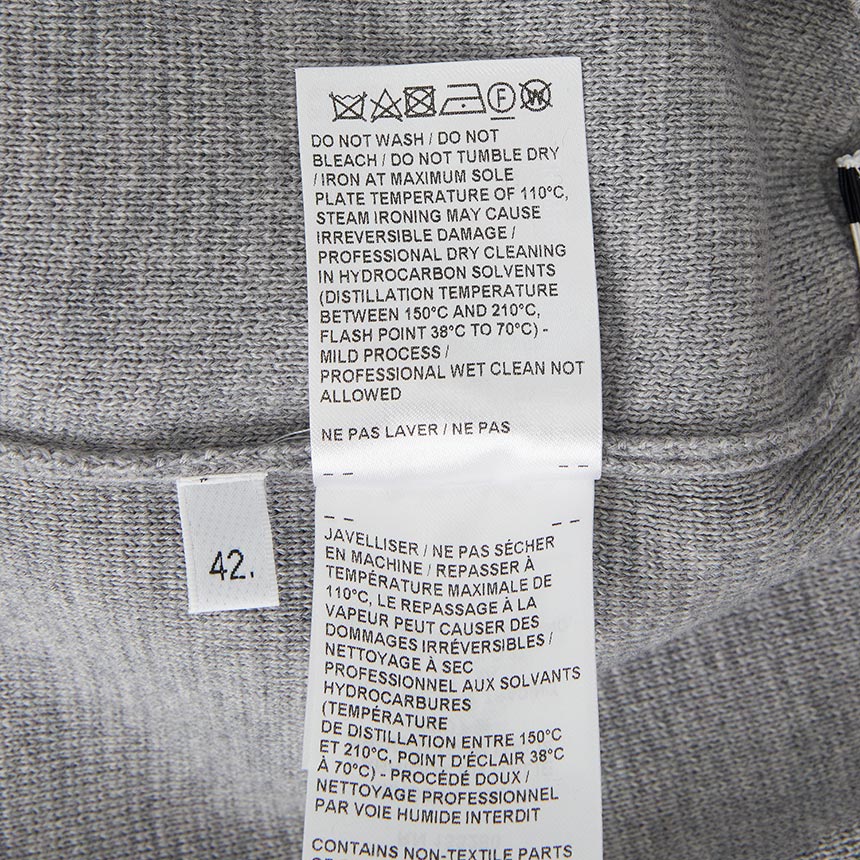 F W
DO NOT WASH / DO NOT
BLEACH / DO NOT TUMBLE DRY
/ IRON AT MAXIMUM SOLE
PLATE TEMPERATURE OF 110°C,
STEAM IRONING MAY CAUSE
IRREVERSIBLE DAMAGE /
PROFESSIONAL DRY CLEANING
IN HYDROCARBON SOLVENTS
(DISTILLATION TEMPERATURE
BETWEEN 150°C AND 210°C,
FLASH POINT 38°C TO 70°C) -
MILD PROCESS /
PROFESSIONAL WET CLEAN NOT
ALLOWED
NE PAS LAVER / NE PAS
42.
JAVELLISER / NE PAS SÉCHER
EN MACHINE / REPASSER À
TEMPÉRATURE MAXIMALE DE
110°C, LE REPASSAGE À LA
VAPEUR PEUT CAUSER DES
DOMMAGES IRRÉVERSIBLES /
NETTOYAGE À SEC
PROFESSIONNEL AUX SOLVANTS
HYDROCARBURES
(TEMPÉRATURE
DE DISTILLATION ENTRE 150°C
ET 210°C, POINT D'ÉCLAIR 38°C
À 70°C) - PROCÉDÉ DOUX /
NETTOYAGE PROFESSIONNEL
PAR VOIE HUMIDE INTERDIT
CONTAINS NON-TEXTILE PARTS